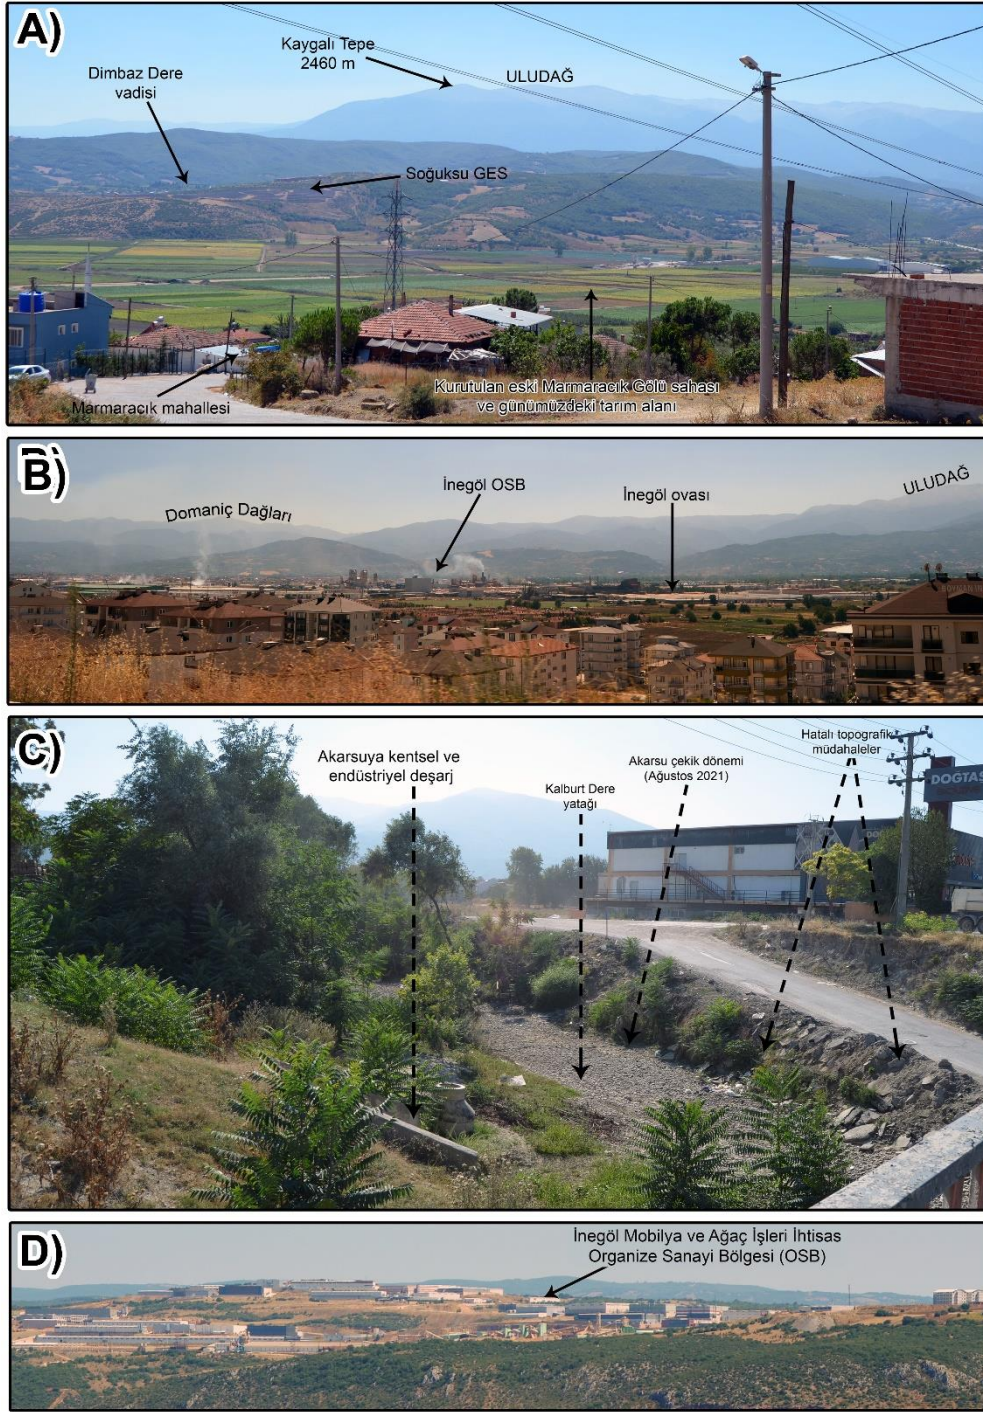 A)
Kaygalı Tepe
2460 m
ULUDAĞ
Dimbaz Dere
vadisi
Soğuksu GES
Marmaracık mahallesi
Kurutulan eski Marmaracık Gölü sahası
ve günümüzdeki tarım alanı
B)
Domaniç Dağları
İnegöl OSB
İnegöl ovası
ULUDAĞ
C)
Akarsuya kentsel ve
endüstriyel deşarj
Kalburt Dere
yatağı
Akarsu çekik dönemi
(Ağustos 2021)
Hatalı topografik
müdahaleler
DOĞTAŞ
D)
İnegöl Mobilya ve Ağaç İşleri İhtisas
Organize Sanayi Bölgesi (OSB)